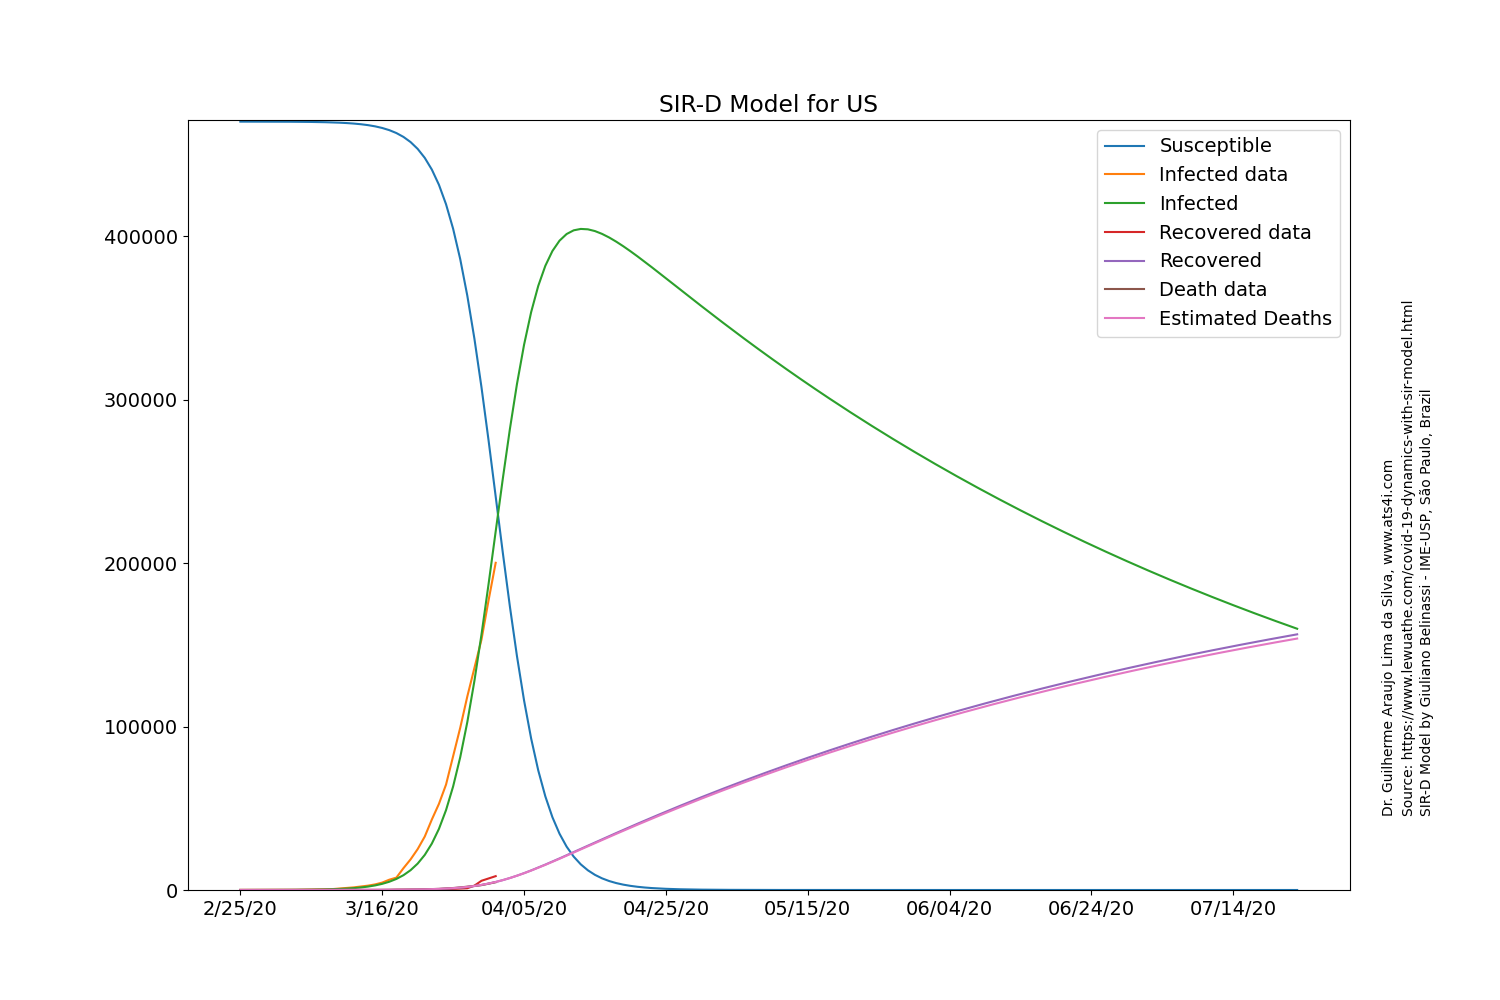 SIR-D Model for US
Susceptible
Infected data
Infected
Recovered data
Recovered
Death data
Estimated Deaths
400000
300000
200000
100000
0
2/25/20
3/16/20
04/05/20
04/25/20
05/15/20
06/04/20
06/24/20
07/14/20
Dr. Guilherme Araujo Lima da Silva, www.ats4i.com
Source: https://www.lewuathe.com/covid-19-dynamics-with-sir-model.html
SIR-D Model by Giuliano Belinassi - IME-USP, São Paulo, Brazil